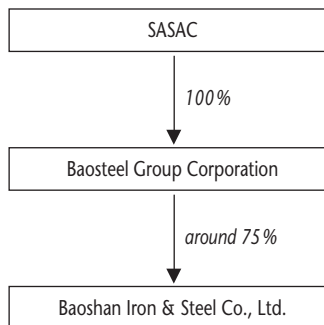 SASAC
100%
Baosteel Group Corporation
around 75%
Baoshan Iron & Steel Co., Ltd.